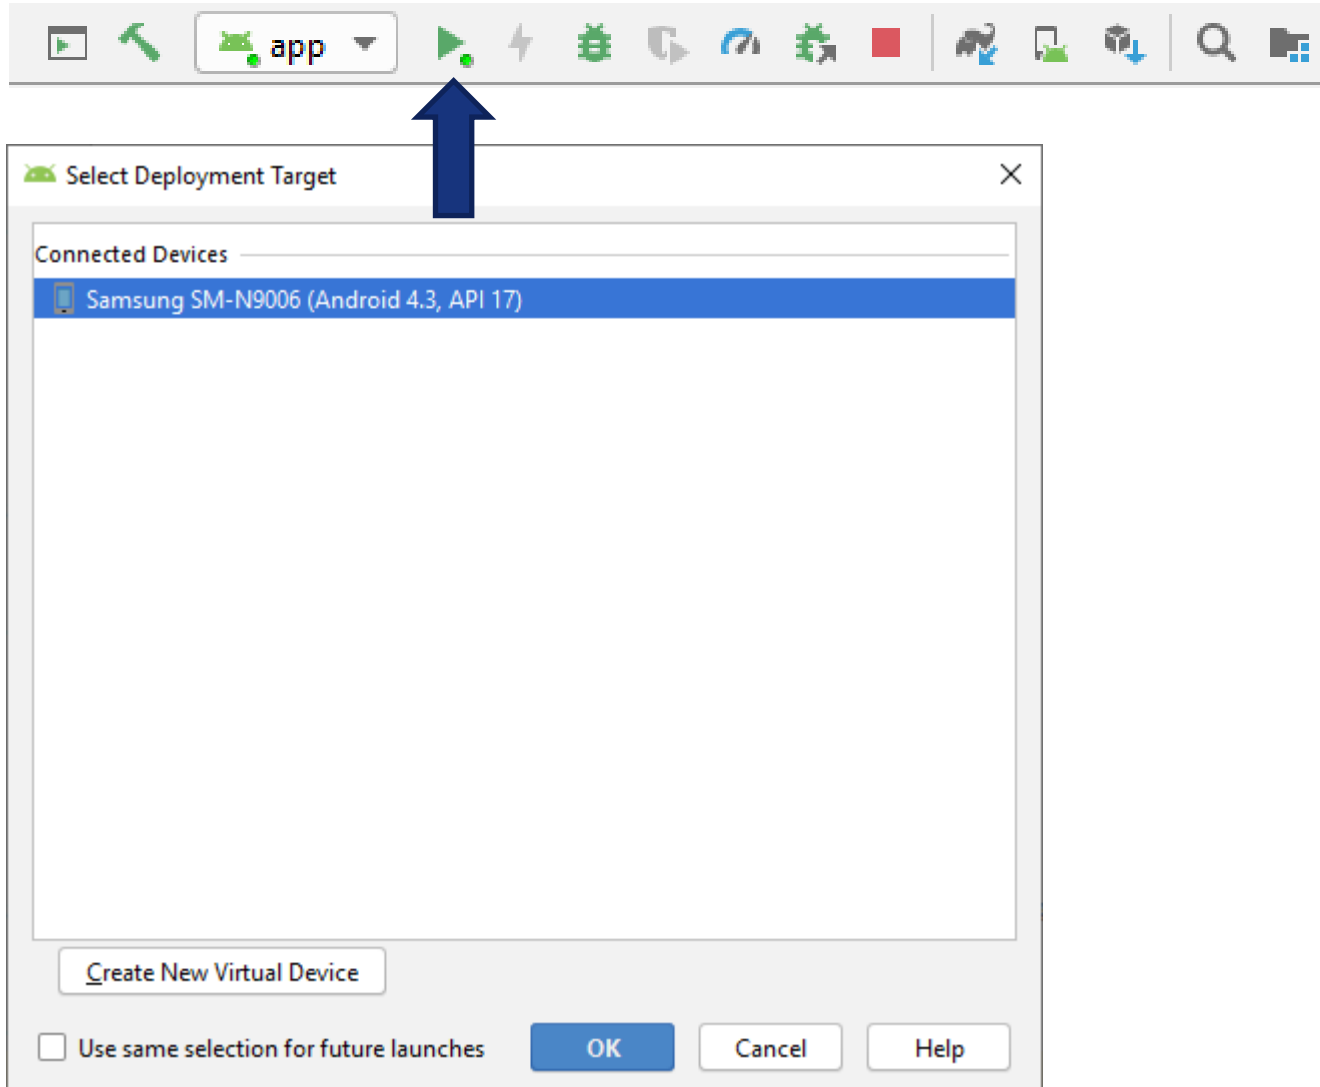 app
Select Deployment Target
Connected Devices
Samsung SM-N9006 (Android 4.3, API 17)
Create New Virtual Device
Use same selection for future launches
OK
Cancel
Help